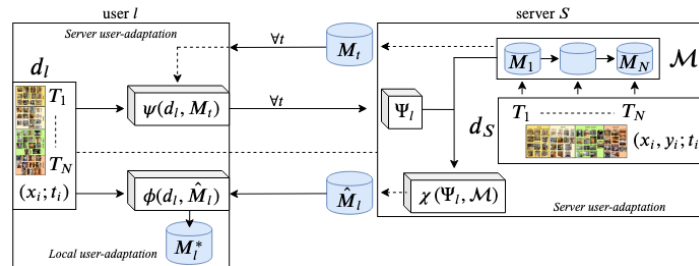 user l
server S
Server user-adaptation
∀t
M_t
M_1
M_N
ℳ
d_l
T_1
T_N
(x_i; t_i)
ψ(d_l, M_t)
∀t
Ψ_l
d_S
T_1
T_N
(x_i, y_i; t_i
ϕ(d_l, M̂_l)
M̂_l
χ(Ψ_l, ℳ)
M_l^*
Local user-adaptation
Server user-adaptation